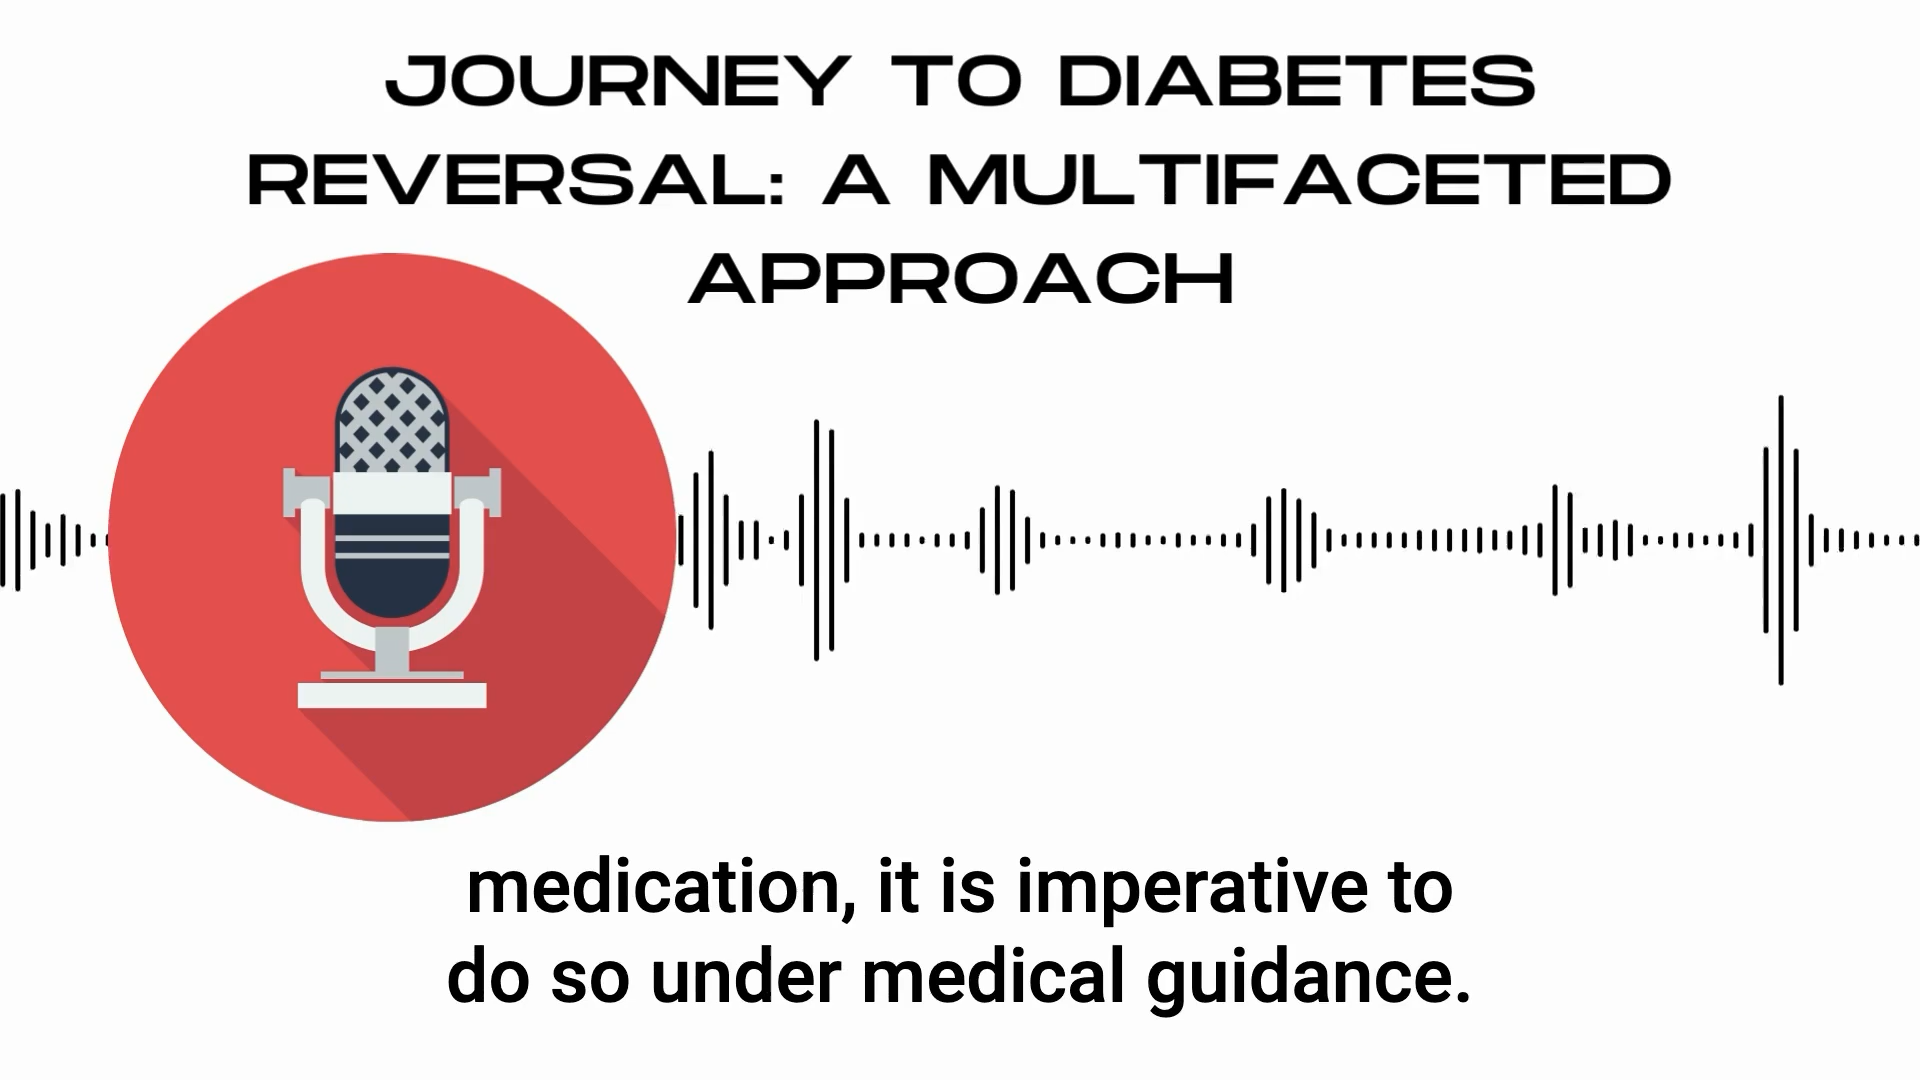 JOURNEY TO DIABETES
REVERSAL: A MULTIFACETED
APPROACH
medication, it is imperative to
do so under medical guidance.